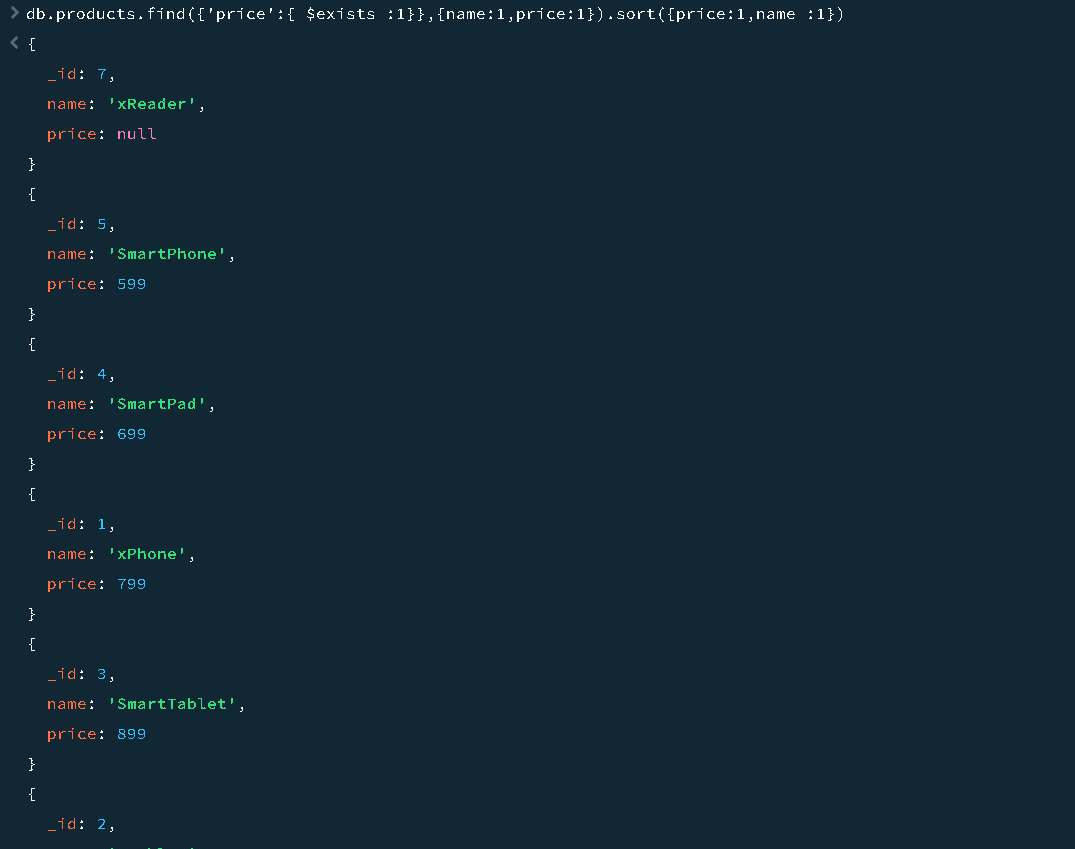 db.products.find({'price':{ $exists :1}},{name:1,price:1}).sort({price:1,name :1})
{
_id: 7,
name: 'xReader',
price: null
}
{
_id: 5,
name: 'SmartPhone',
price: 599
}
{
_id: 4,
name: 'SmartPad',
price: 699
}
{
_id: 1,
name: 'xPhone',
price: 799
}
{
_id: 3,
name: 'SmartTablet',
price: 899
}
{
_id: 2,